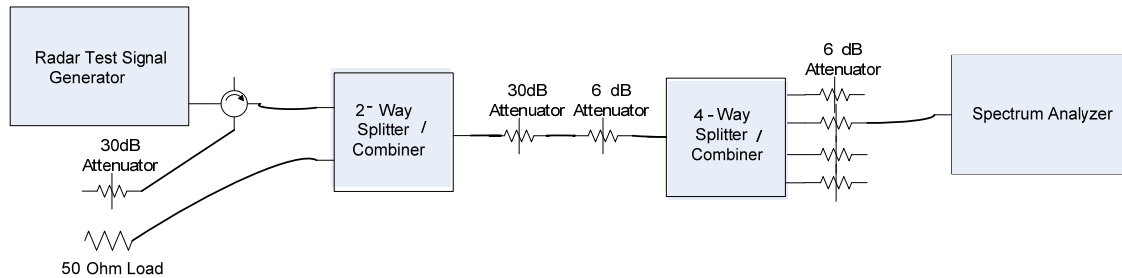 Radar Test Signal
Generator
30dB
Attenuator
50 Ohm Load
2- Way
Splitter /
Combiner
30dB
Attenuator
6 dB
Attenuator
4 - Way
Splitter /
Combiner
6 dB
Attenuator
Spectrum Analyzer